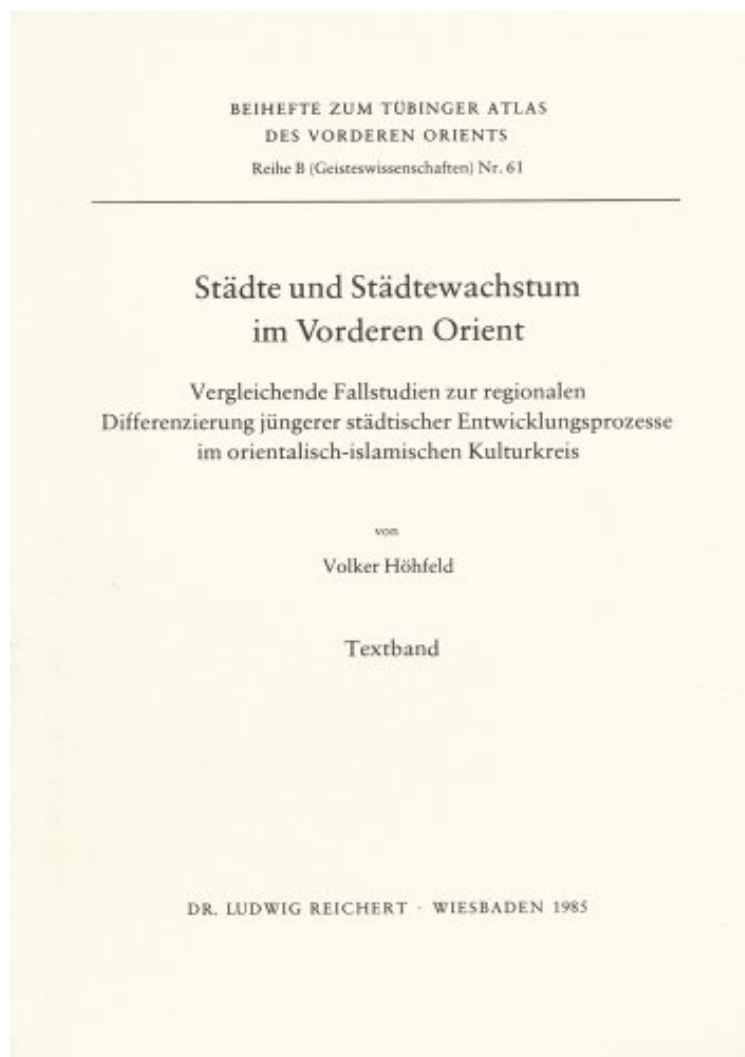 BEIHEFTE ZUM TÜBINGER ATLAS
DES VORDEREN ORIENTS
Reihe B (Geisteswissenschaften) Nr. 61
Städte und Städtewachstum
im Vorderen Orient
Vergleichende Fallstudien zur regionalen
Differenzierung jüngerer städtischer Entwicklungsprozesse
im orientalisch-islamischen Kulturkreis
von
Volker Höhfeld
Textband
DR. LUDWIG REICHERT · WIESBADEN 1985